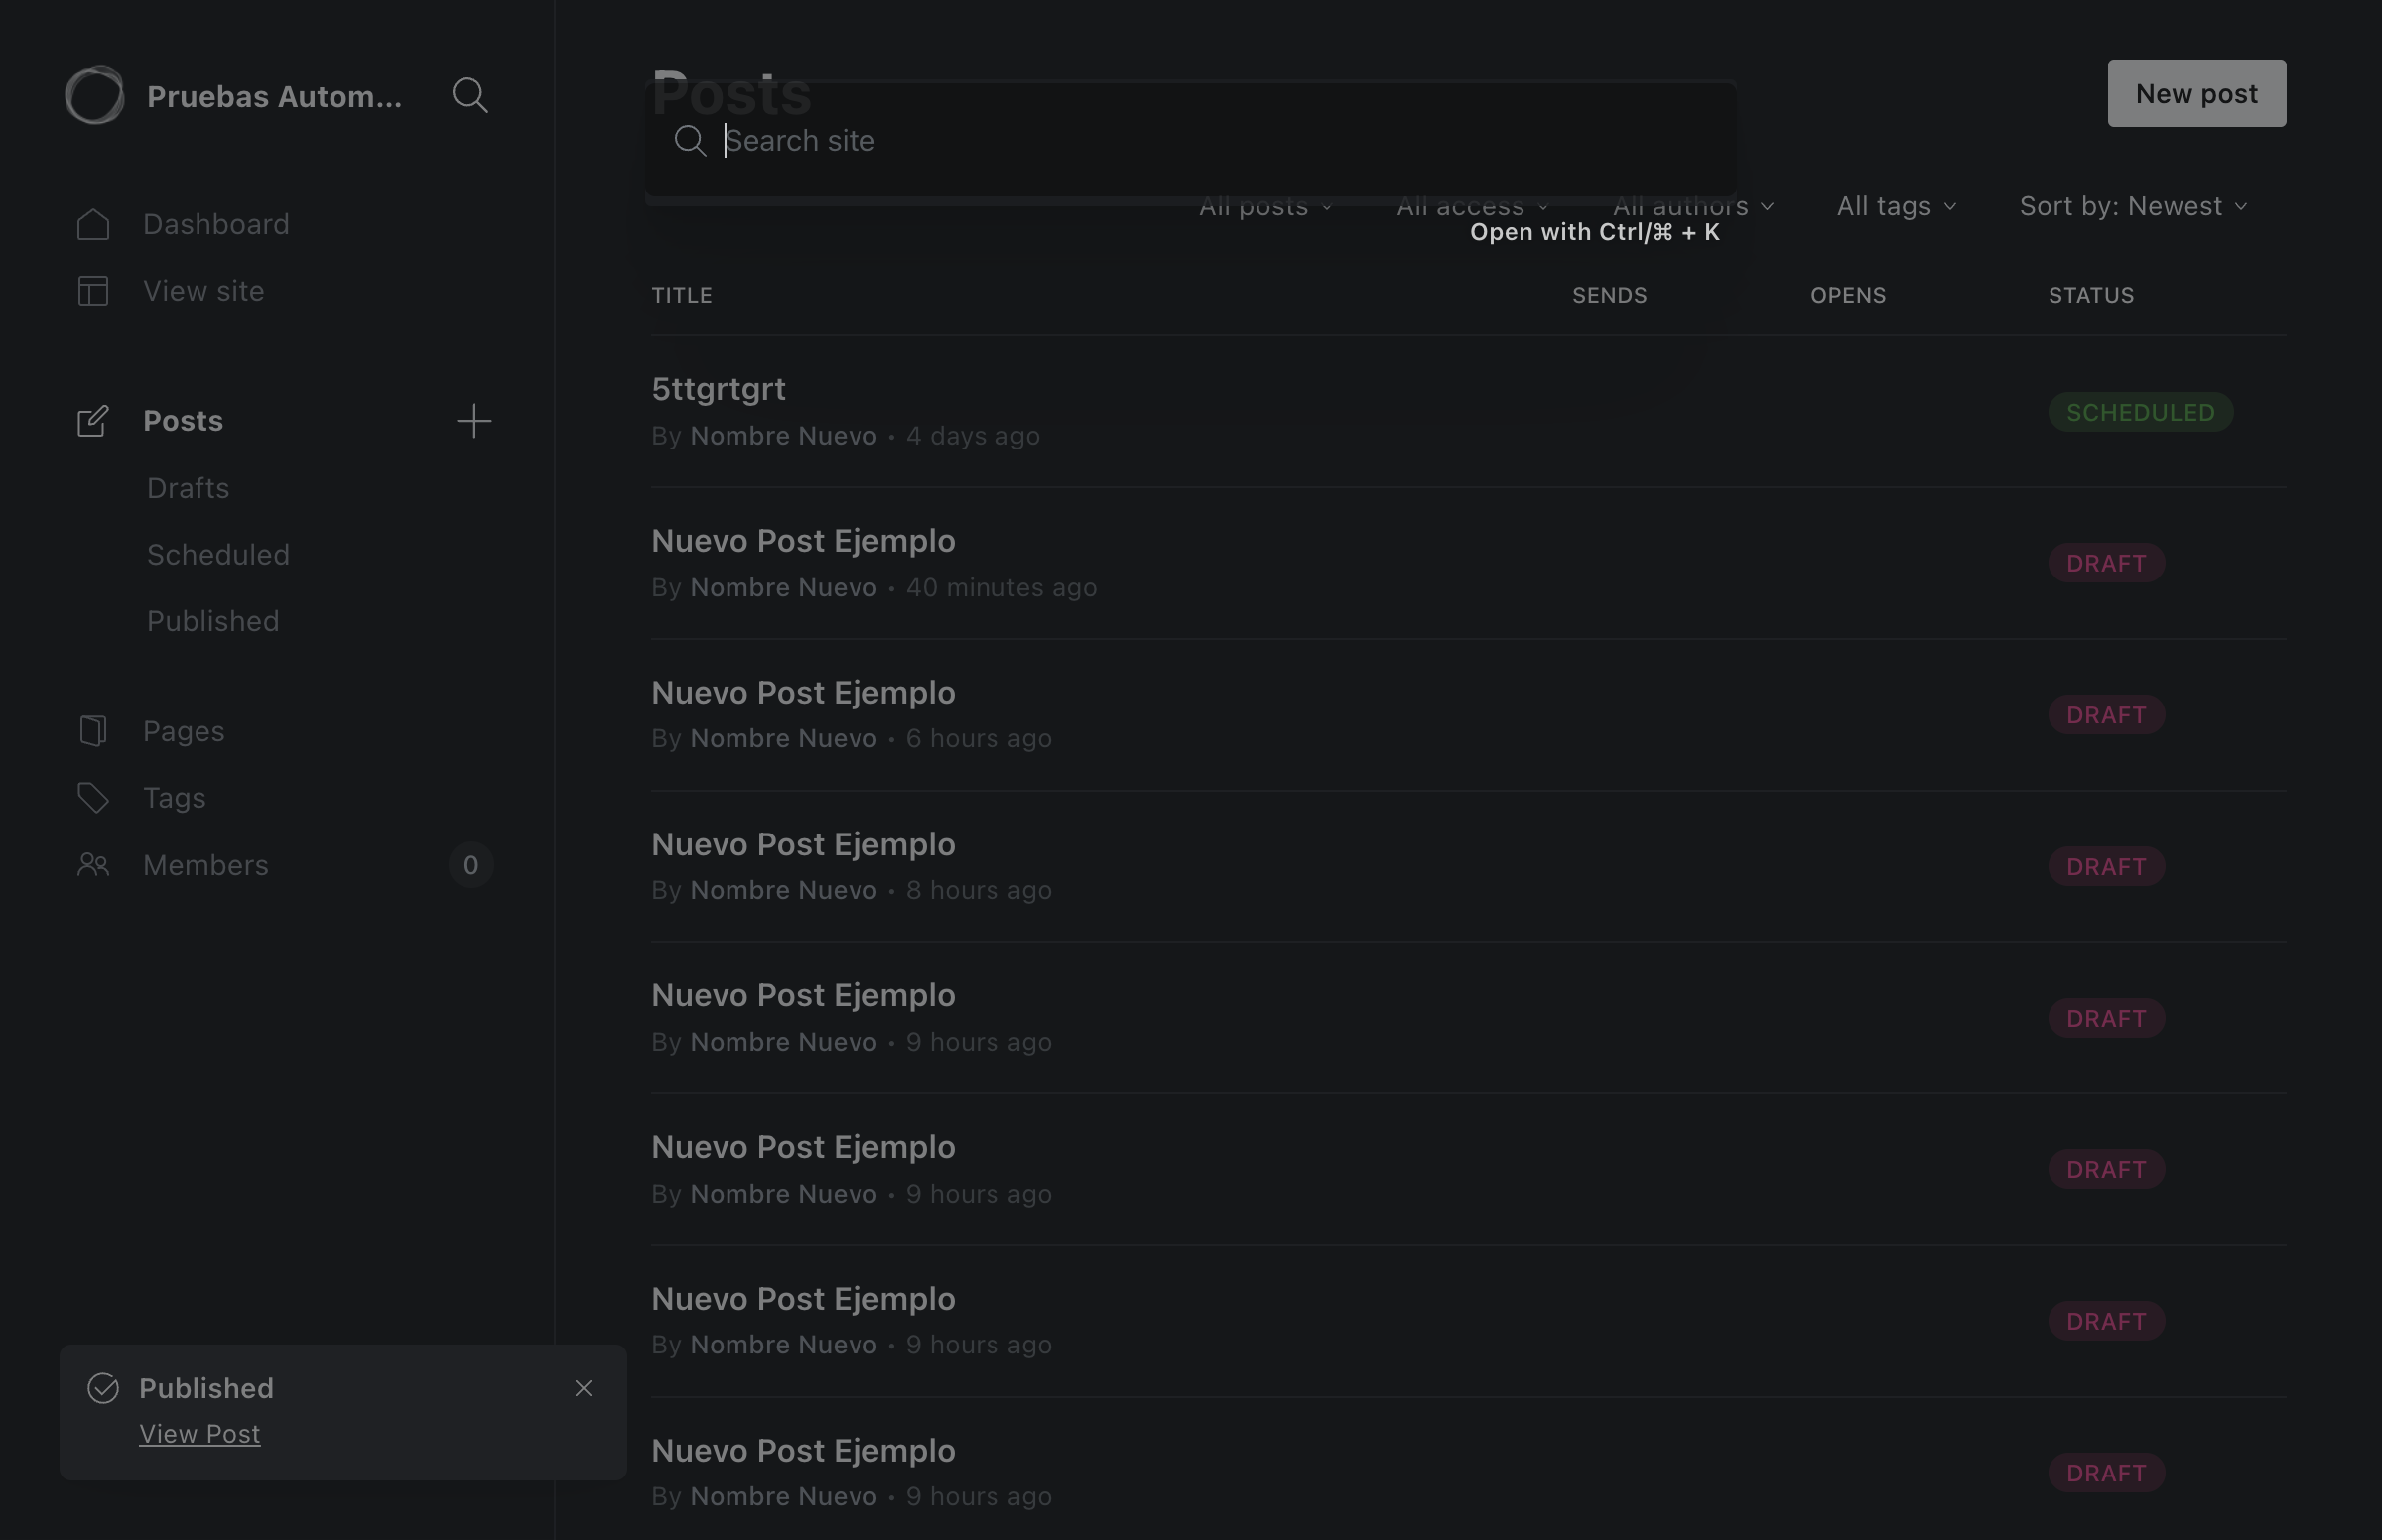 Pruebas Autom...
Dashboard
View site
Posts
Drafts
Scheduled
Published
Pages
Tags
Members 0
Published
View Post
Posts
New post
Search site
All posts All access All authors All tags Sort by: Newest
Open with Ctrl/⌘ + K
TITLE SENDS OPENS STATUS
5ttgrtgrt
By Nombre Nuevo • 4 days ago
SCHEDULED
Nuevo Post Ejemplo
By Nombre Nuevo • 40 minutes ago
DRAFT
Nuevo Post Ejemplo
By Nombre Nuevo • 6 hours ago
DRAFT
Nuevo Post Ejemplo
By Nombre Nuevo • 8 hours ago
DRAFT
Nuevo Post Ejemplo
By Nombre Nuevo • 9 hours ago
DRAFT
Nuevo Post Ejemplo
By Nombre Nuevo • 9 hours ago
DRAFT
Nuevo Post Ejemplo
By Nombre Nuevo • 9 hours ago
DRAFT
Nuevo Post Ejemplo
By Nombre Nuevo • 9 hours ago
DRAFT